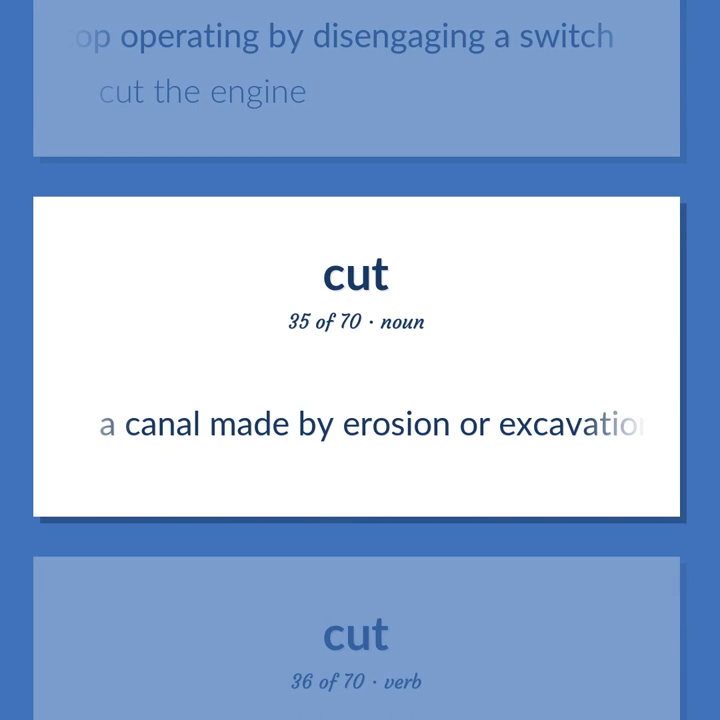 operating by disengaging a switch
cut the engine
cut
35 of 70 · noun
a canal made by erosion or excavation
cut
36 of 70 · verb